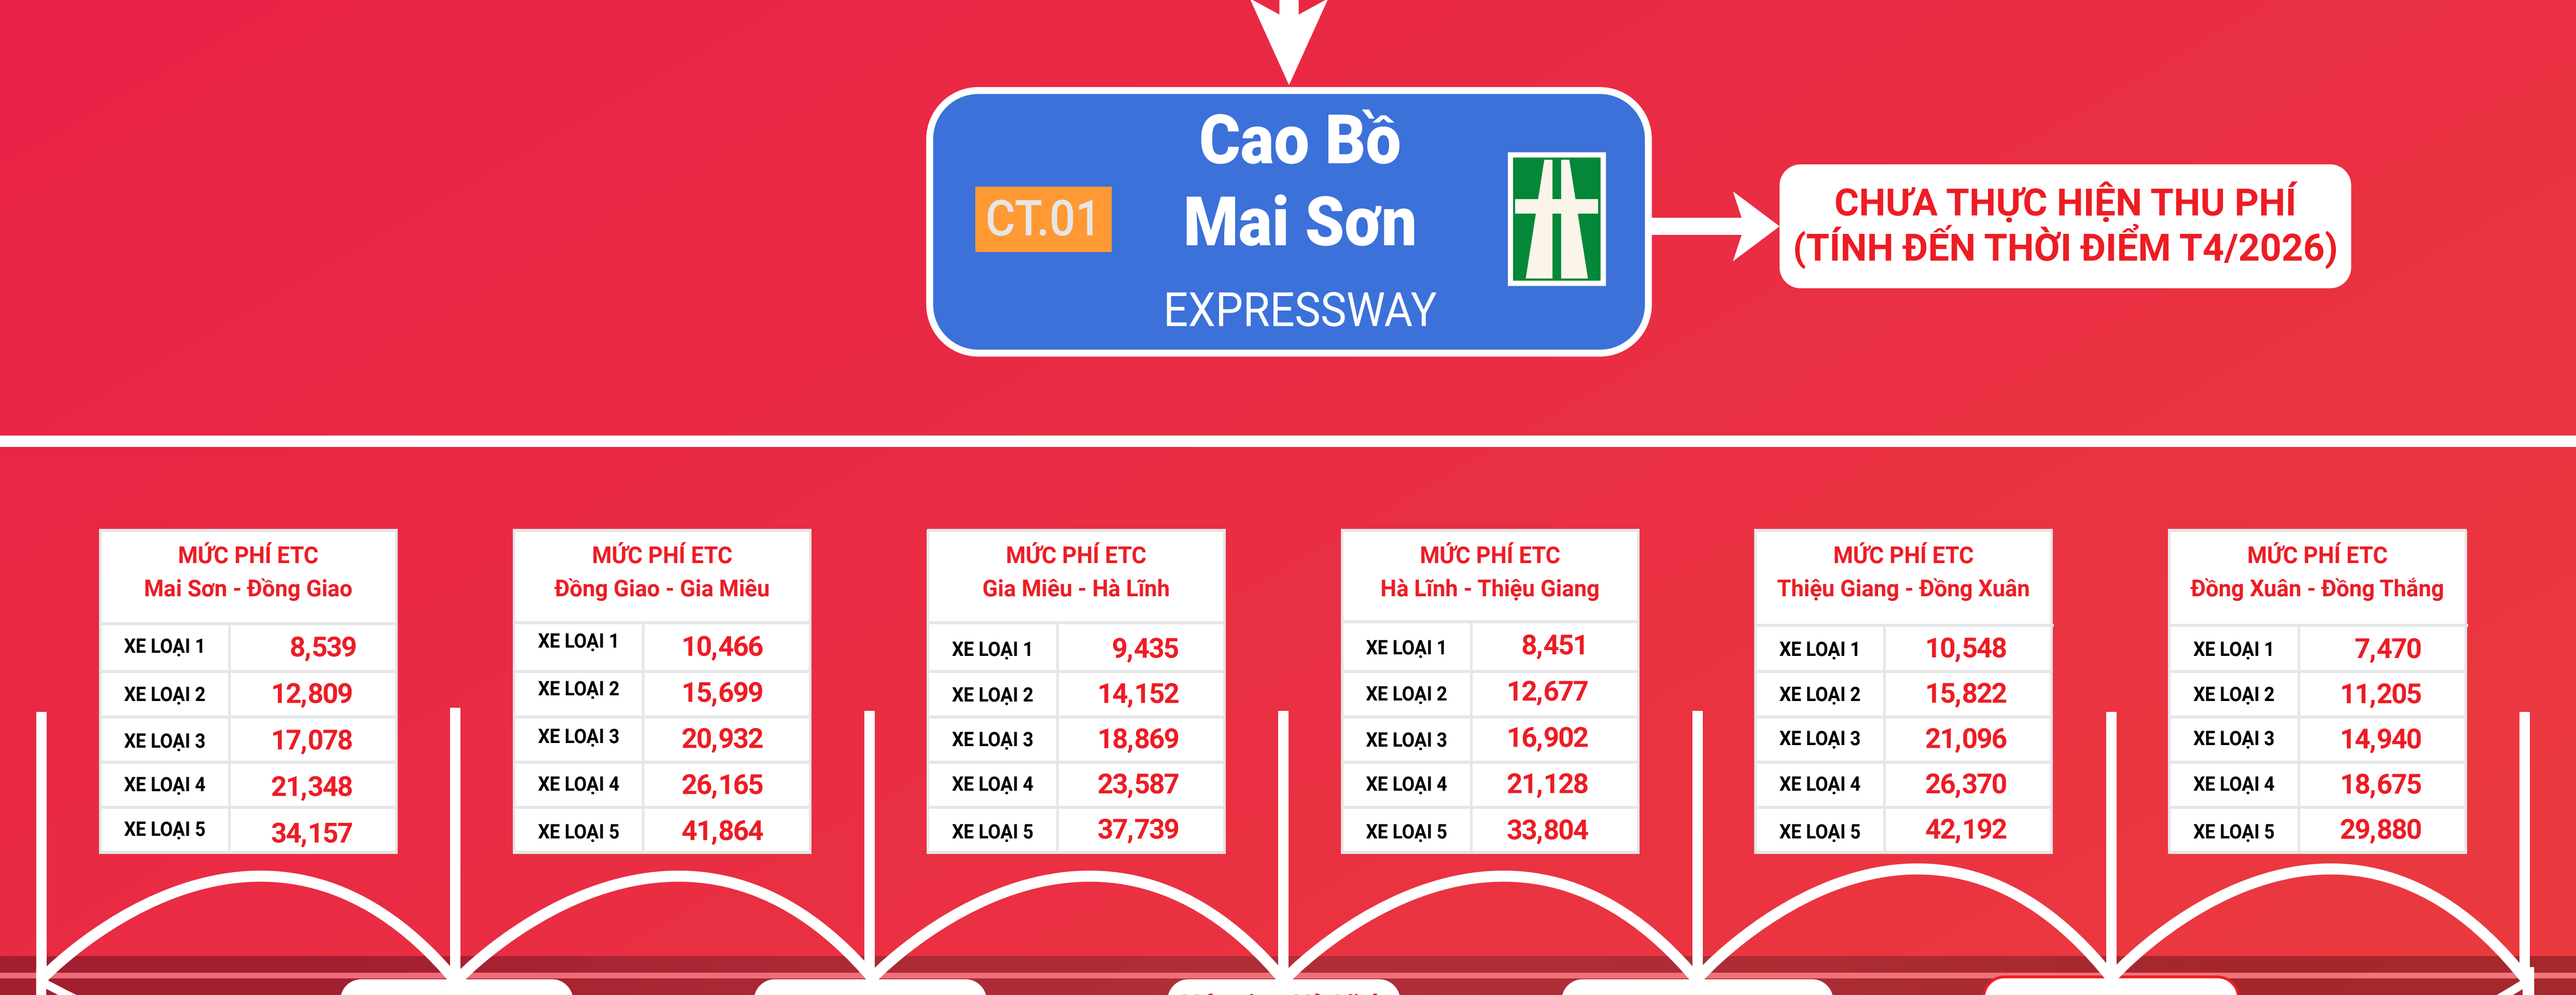 Cao Bồ
CT.01
Mai Sơn
EXPRESSWAY
CHƯA THỰC HIỆN THU PHÍ
(TÍNH ĐẾN THỜI ĐIỂM T4/2026)
MỨC PHÍ ETC
Mai Sơn - Đồng Giao
XE LOẠI 1 8,539
XE LOẠI 2 12,809
XE LOẠI 3 17,078
XE LOẠI 4 21,348
XE LOẠI 5 34,157
MỨC PHÍ ETC
Đồng Giao - Gia Miêu
XE LOẠI 1 10,466
XE LOẠI 2 15,699
XE LOẠI 3 20,932
XE LOẠI 4 26,165
XE LOẠI 5 41,864
MỨC PHÍ ETC
Gia Miêu - Hà Lĩnh
XE LOẠI 1 9,435
XE LOẠI 2 14,152
XE LOẠI 3 18,869
XE LOẠI 4 23,587
XE LOẠI 5 37,739
MỨC PHÍ ETC
Hà Lĩnh - Thiệu Giang
XE LOẠI 1 8,451
XE LOẠI 2 12,677
XE LOẠI 3 16,902
XE LOẠI 4 21,128
XE LOẠI 5 33,804
MỨC PHÍ ETC
Thiệu Giang - Đồng Xuân
XE LOẠI 1 10,548
XE LOẠI 2 15,822
XE LOẠI 3 21,096
XE LOẠI 4 26,370
XE LOẠI 5 42,192
MỨC PHÍ ETC
Đồng Xuân - Đồng Thắng
XE LOẠI 1 7,470
XE LOẠI 2 11,205
XE LOẠI 3 14,940
XE LOẠI 4 18,675
XE LOẠI 5 29,880